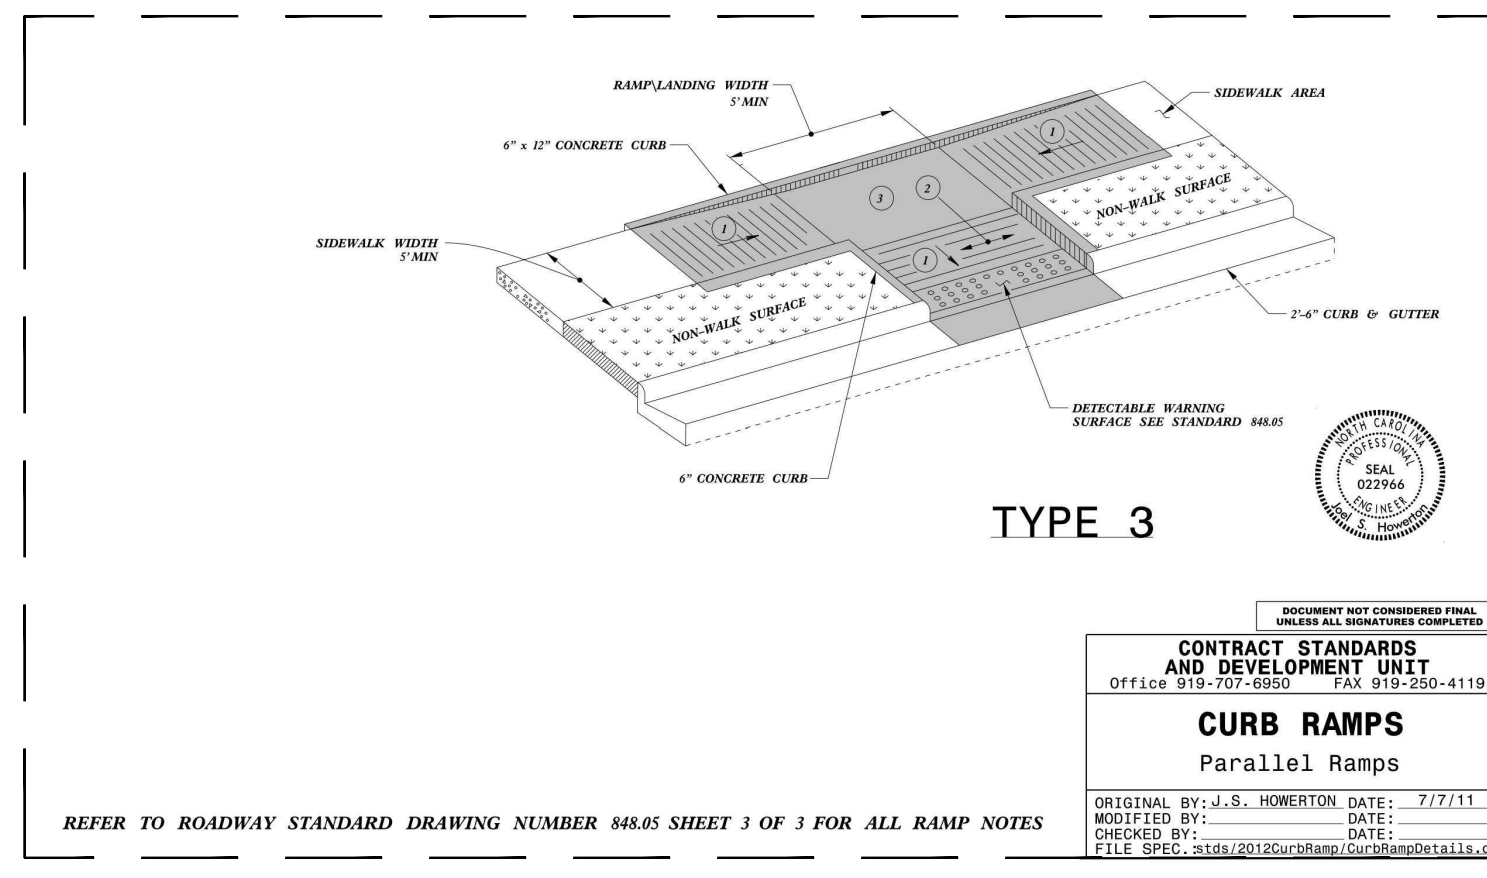 RAMP\LANDING WIDTH
5' MIN
SIDEWALK AREA
6" x 12" CONCRETE CURB
1
3
2
NON-WALK SURFACE
1
SIDEWALK WIDTH
5' MIN
1
NON-WALK SURFACE
2'-6" CURB & GUTTER
DETECTABLE WARNING
SURFACE SEE STANDARD 848.05
6" CONCRETE CURB
TYPE 3
NORTH CAROLINA
PROFESSIONAL
SEAL
022966
ENGINEER
Joel S. Howerton
DOCUMENT NOT CONSIDERED FINAL
UNLESS ALL SIGNATURES COMPLETED
CONTRACT STANDARDS
AND DEVELOPMENT UNIT
Office 919-707-6950 FAX 919-250-4119
CURB RAMPS
Parallel Ramps
ORIGINAL BY: J.S. HOWERTON DATE: 7/7/11
MODIFIED BY: DATE:
CHECKED BY: DATE:
FILE SPEC.: stds/2012CurbRamp/CurbRampDetails.
REFER TO ROADWAY STANDARD DRAWING NUMBER 848.05 SHEET 3 OF 3 FOR ALL RAMP NOTES